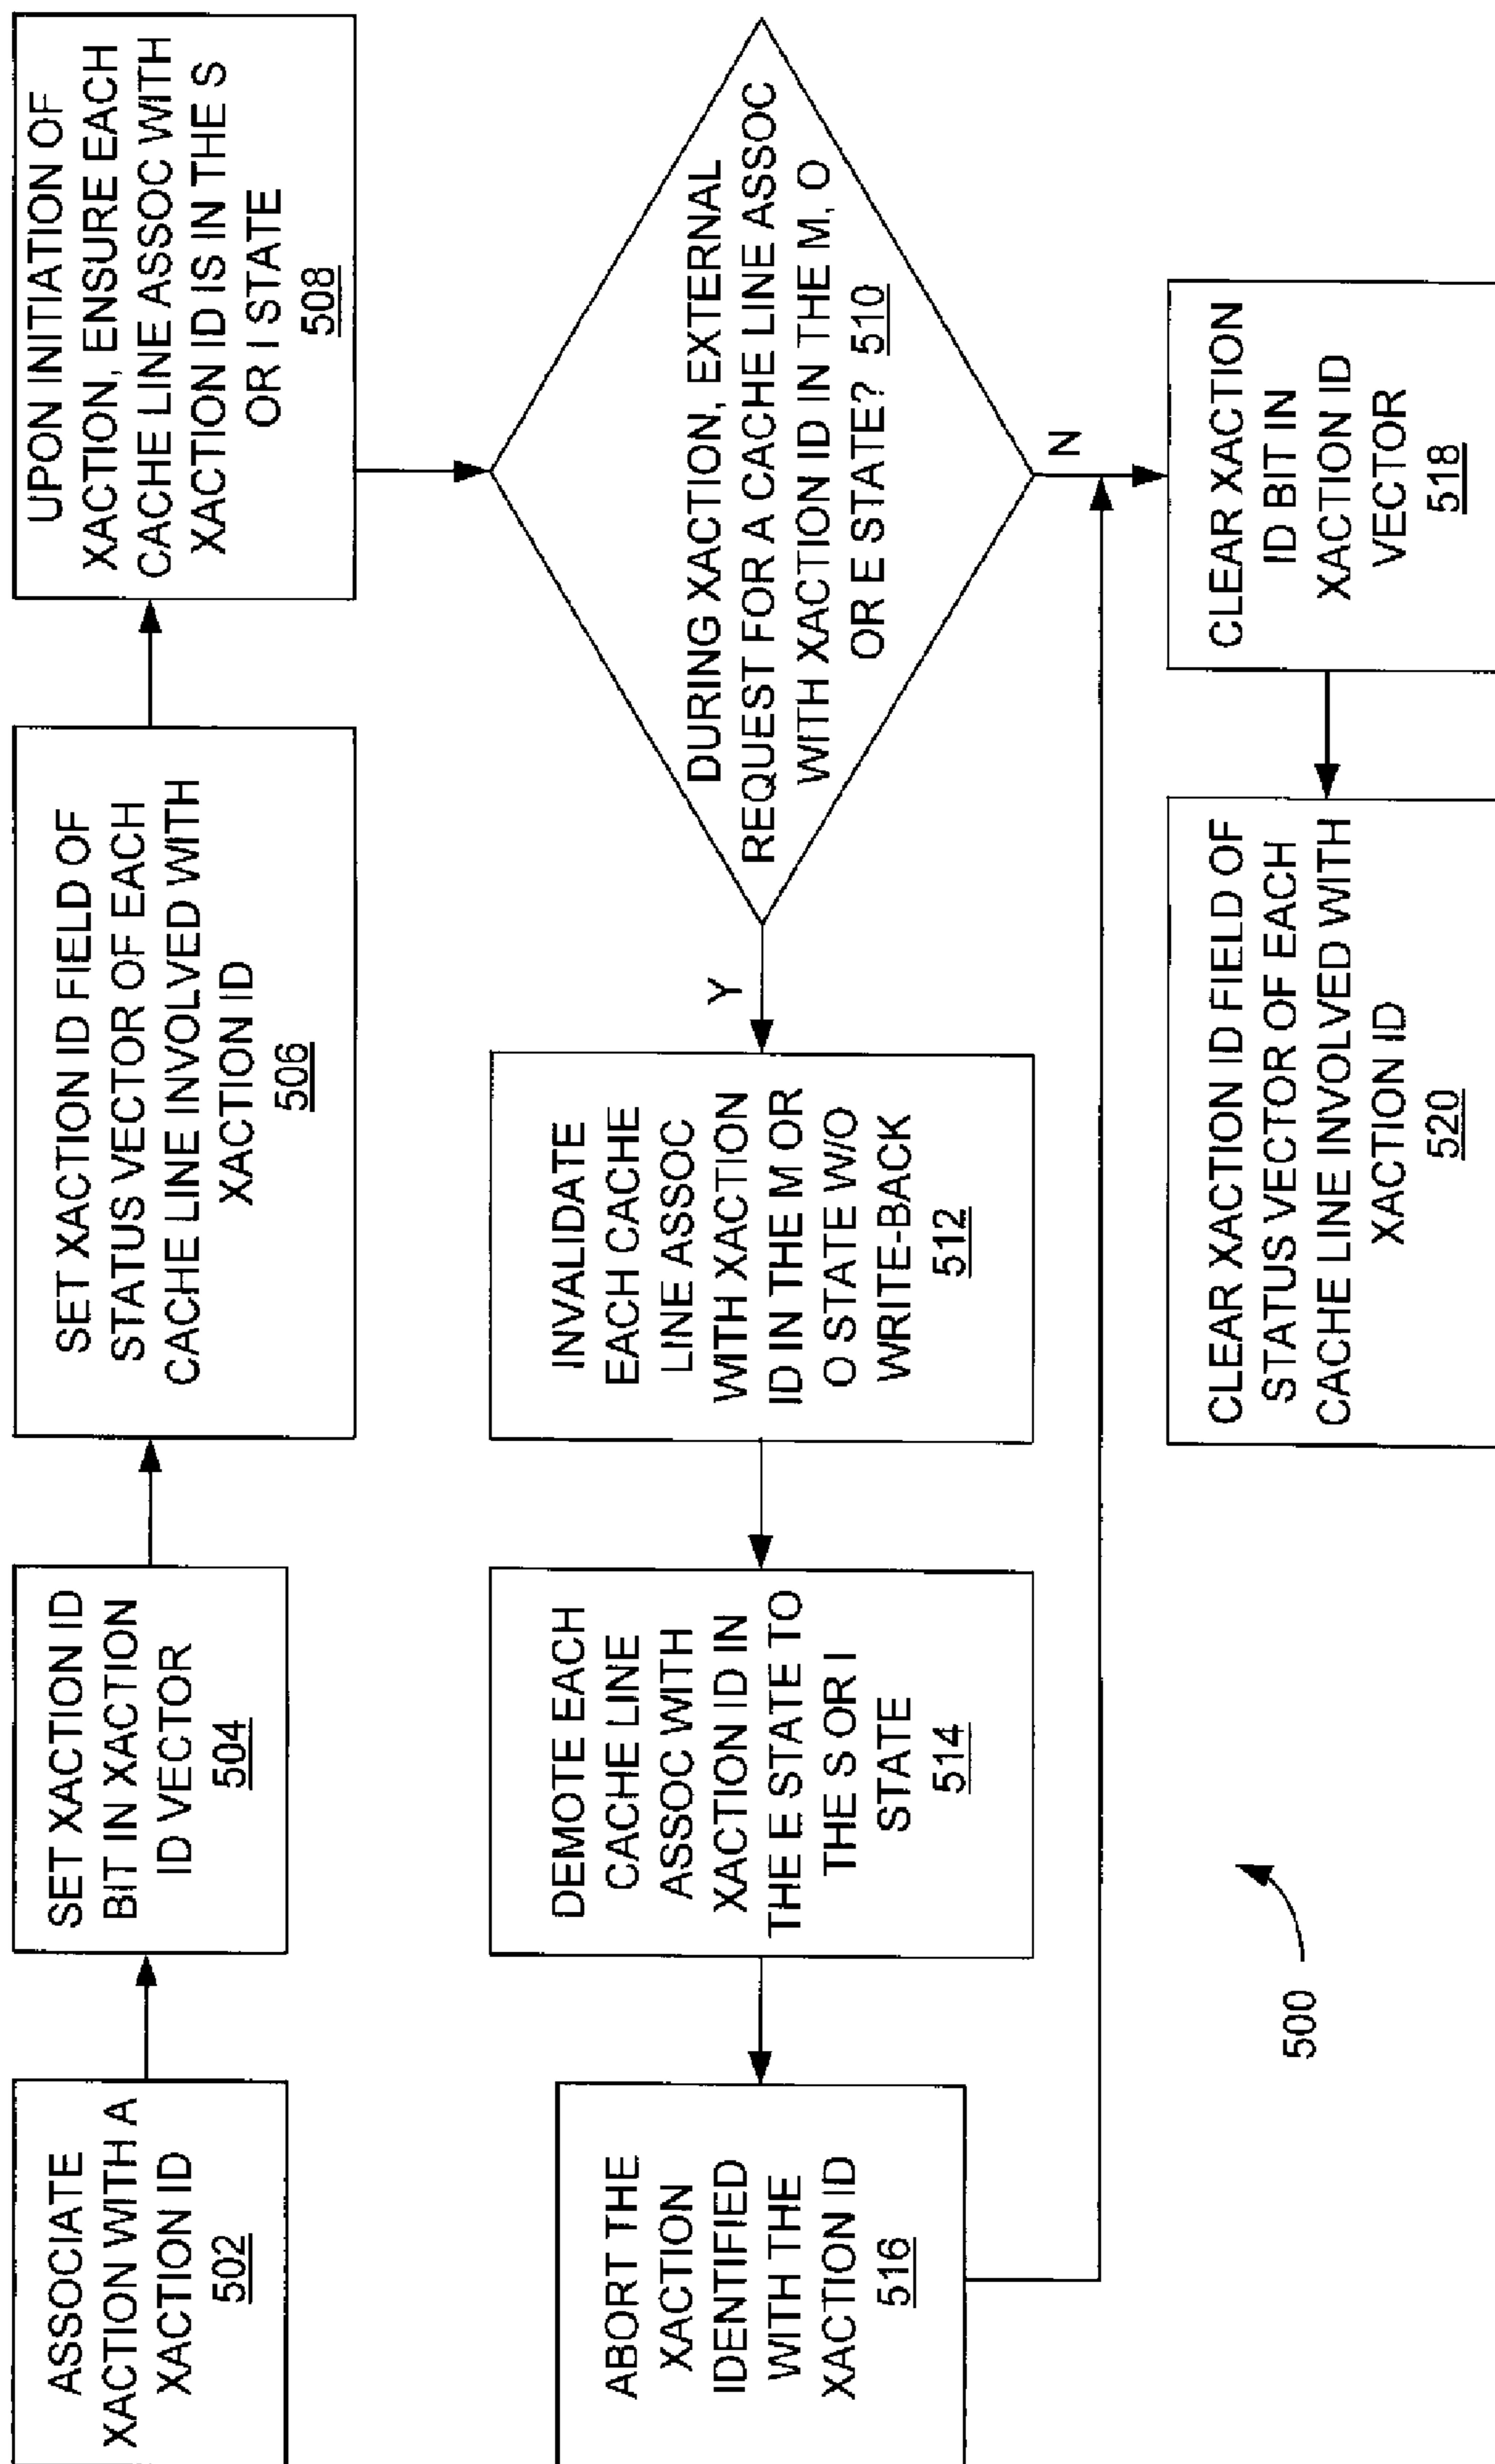 ASSOCIATE
XACTION WITH A
XACTION ID
502
SET XACTION ID
BIT IN XACTION
ID VECTOR
504
SET XACTION ID FIELD OF
STATUS VECTOR OF EACH
CACHE LINE INVOLVED WITH
XACTION ID
506
UPON INITIATION OF
XACTION, ENSURE EACH
CACHE LINE ASSOC WITH
XACTION ID IS IN THE S
OR I STATE
508
DURING XACTION, EXTERNAL
REQUEST FOR A CACHE LINE ASSOC
WITH XACTION ID IN THE M, O
OR E STATE? 510
Y
N
INVALIDATE
EACH CACHE
LINE ASSOC
WITH XACTION
ID IN THE M OR
O STATE W/O
WRITE-BACK
512
DEMOTE EACH
CACHE LINE
ASSOC WITH
XACTION ID IN
THE E STATE TO
THE S OR I
STATE
514
ABORT THE
XACTION
IDENTIFIED
WITH THE
XACTION ID
516
CLEAR XACTION
ID BIT IN
XACTION ID
VECTOR
518
CLEAR XACTION ID FIELD OF
STATUS VECTOR OF EACH
CACHE LINE INVOLVED WITH
XACTION ID
520
500